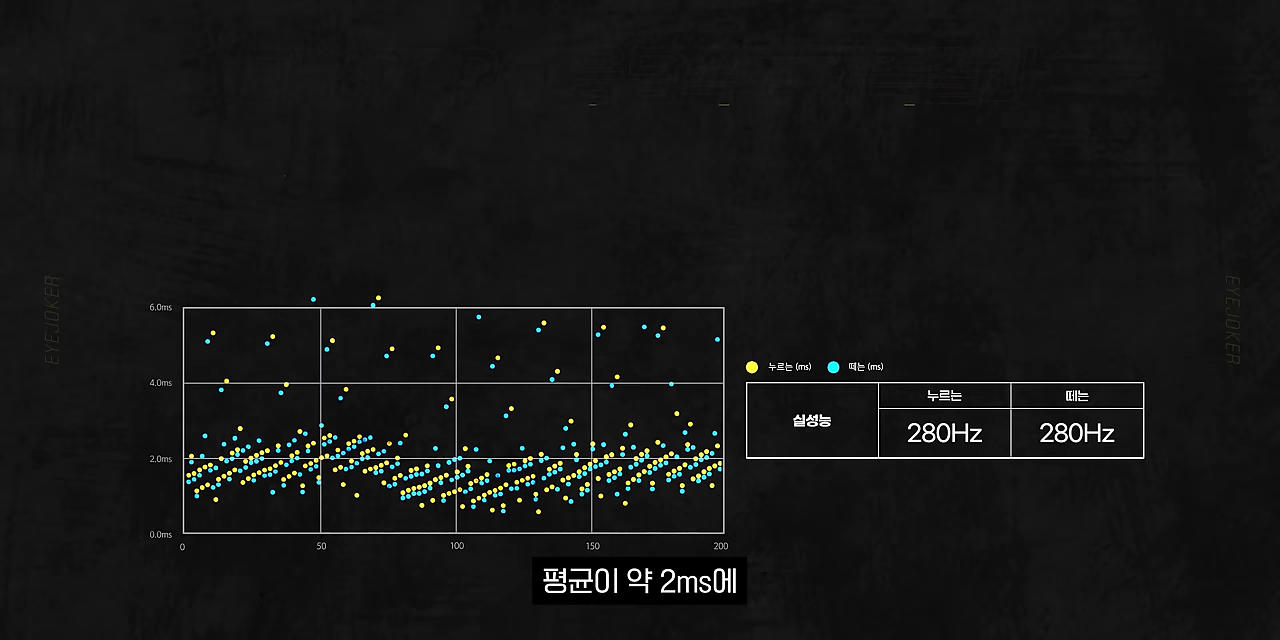 EYEJOKER
EYEJOKER
6.0ms
4.0ms
2.0ms
0.0ms
0 50 100 150 200
누르는 (ms) 떼는 (ms)
실성능 누르는 떼는
280Hz 280Hz
평균이 약 2ms에